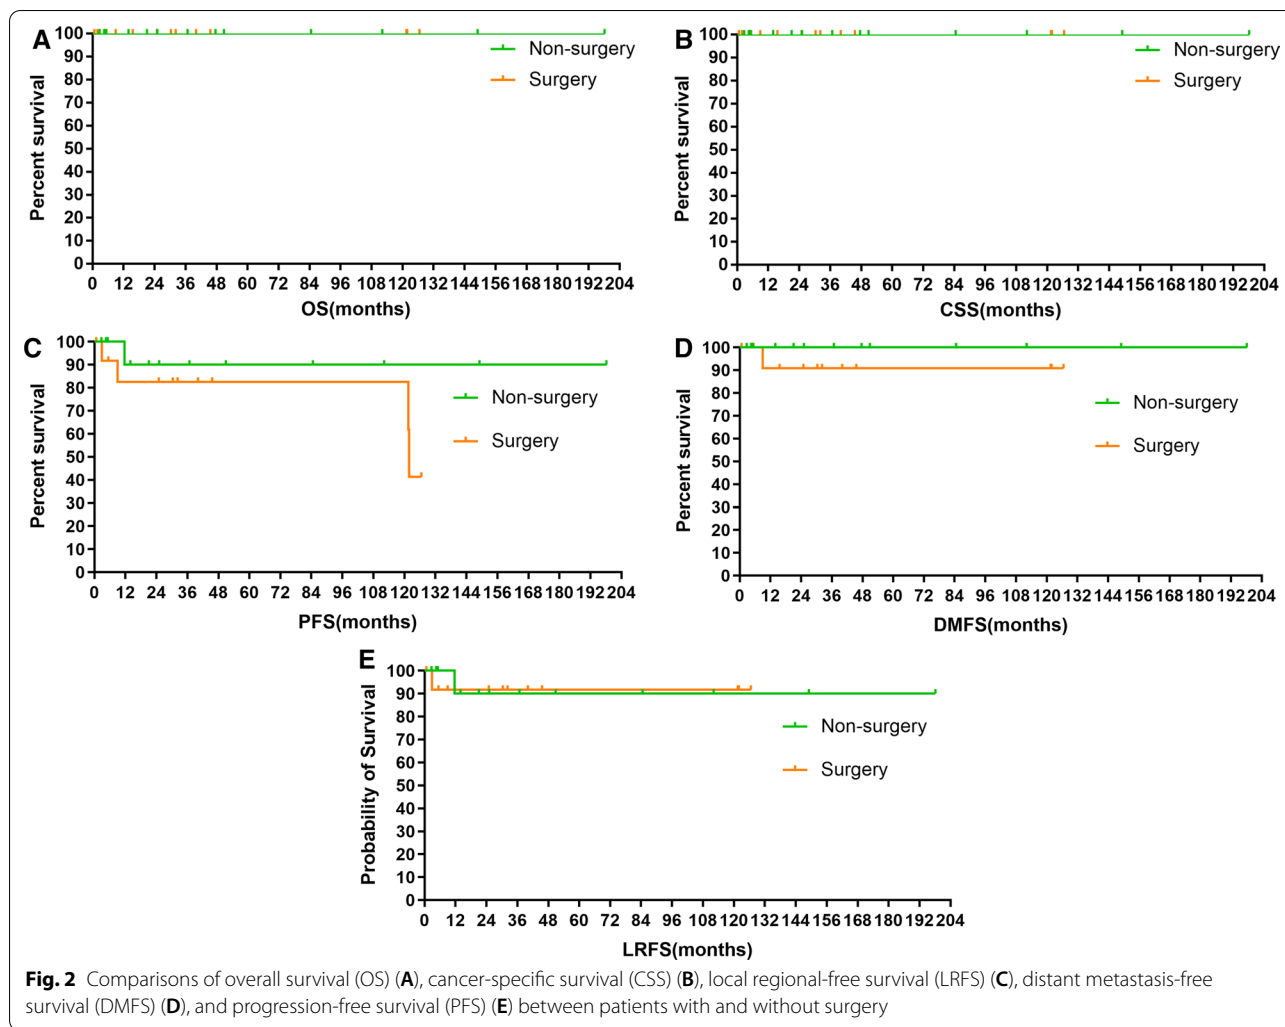 A
100
90
80
70
60
50
40
30
20
10
0
Percent survival
Non-surgery
Surgery
0 12 24 36 48 60 72 84 96 108 120 132 144 156 168 180 192 204
OS(months)
B
100
90
80
70
60
50
40
30
20
10
0
Percent survival
Non-surgery
Surgery
0 12 24 36 48 60 72 84 96 108 120 132 144 156 168 180 192 204
CSS(months)
C
100
90
80
70
60
50
40
30
20
10
0
Percent survival
Non-surgery
Surgery
0 12 24 36 48 60 72 84 96 108 120 132 144 156 168 180 192 204
PFS(months)
D
100
90
80
70
60
50
40
30
20
10
0
Percent survival
Non-surgery
Surgery
0 12 24 36 48 60 72 84 96 108 120 132 144 156 168 180 192 204
DMFS(months)
E
100
90
80
70
60
50
40
30
20
10
0
Probability of Survival
Non-surgery
Surgery
0 12 24 36 48 60 72 84 96 108 120 132 144 156 168 180 192 204
LRFS(months)
Fig. 2 Comparisons of overall survival (OS) (A), cancer-specific survival (CSS) (B), local regional-free survival (LRFS) (C), distant metastasis-free
survival (DMFS) (D), and progression-free survival (PFS) (E) between patients with and without surgery